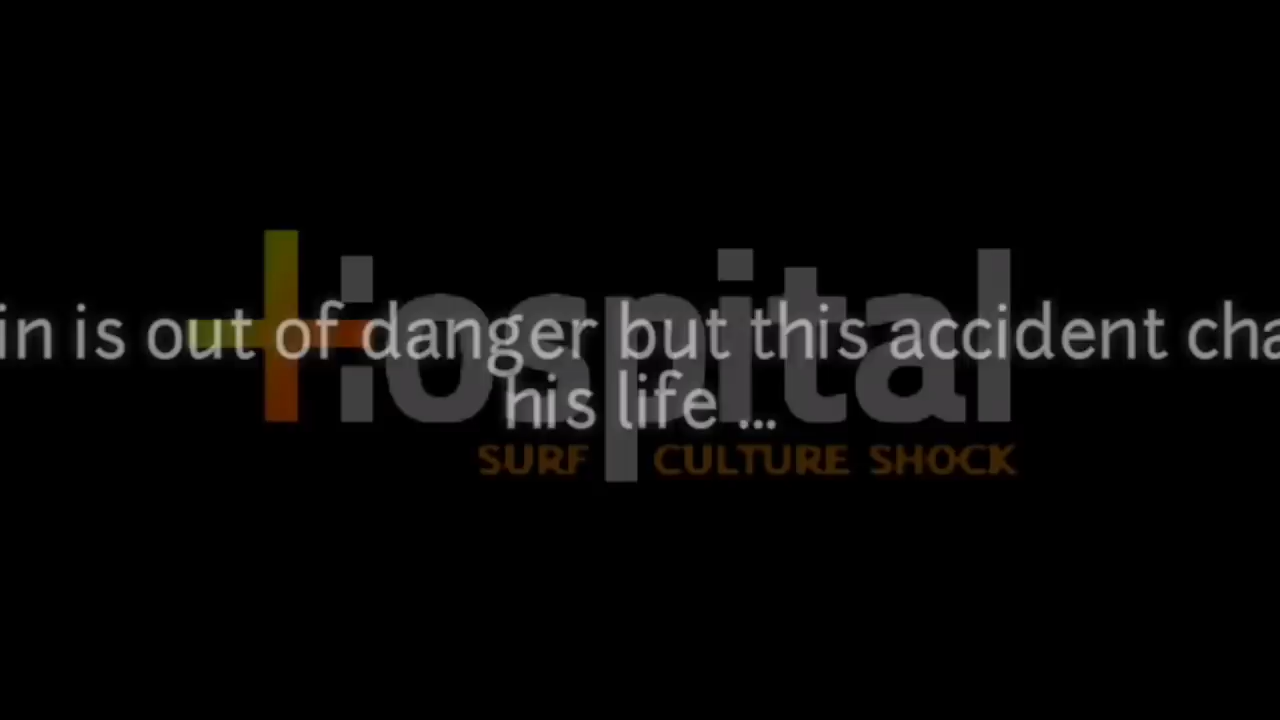 in is out of danger but this accident cha
his life ...
Hospital
SURF CULTURE SHOCK